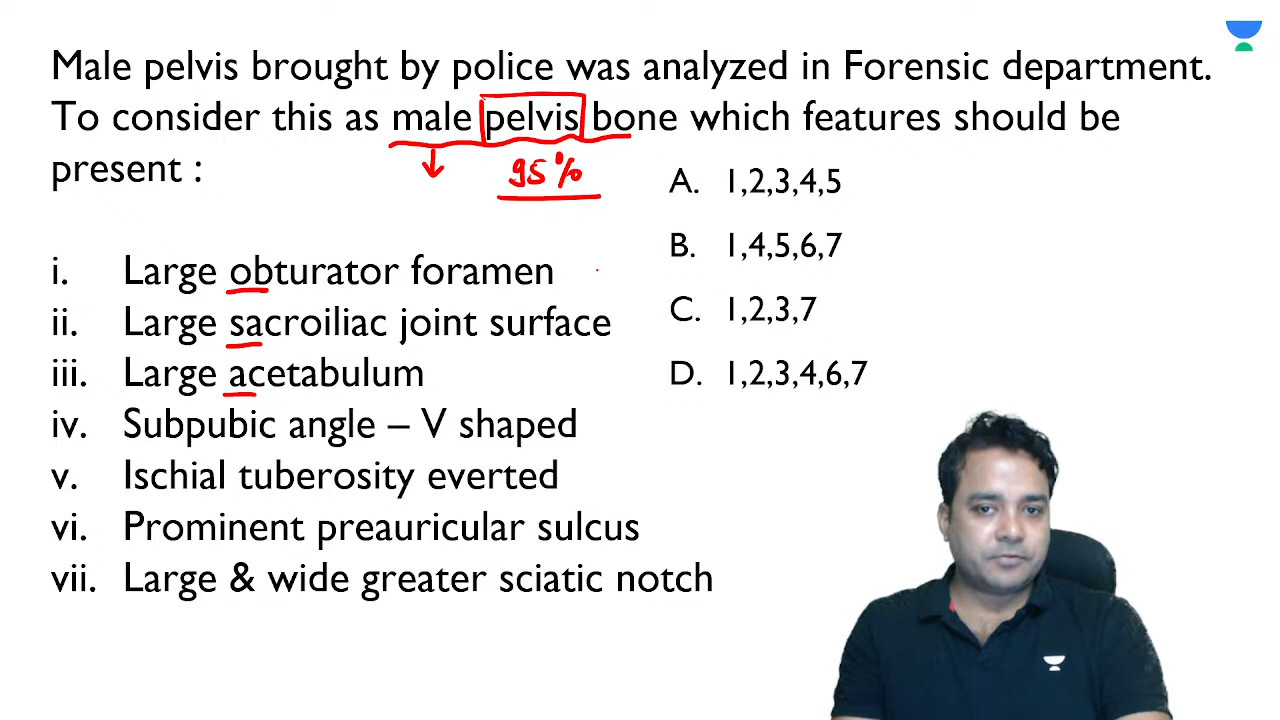 Male pelvis brought by police was analyzed in Forensic department.
To consider this as male pelvis bone which features should be
present :
95%
i. Large obturator foramen
ii. Large sacroiliac joint surface
iii. Large acetabulum
iv. Subpubic angle – V shaped
v. Ischial tuberosity everted
vi. Prominent preauricular sulcus
vii. Large & wide greater sciatic notch
A. 1,2,3,4,5
B. 1,4,5,6,7
C. 1,2,3,7
D. 1,2,3,4,6,7